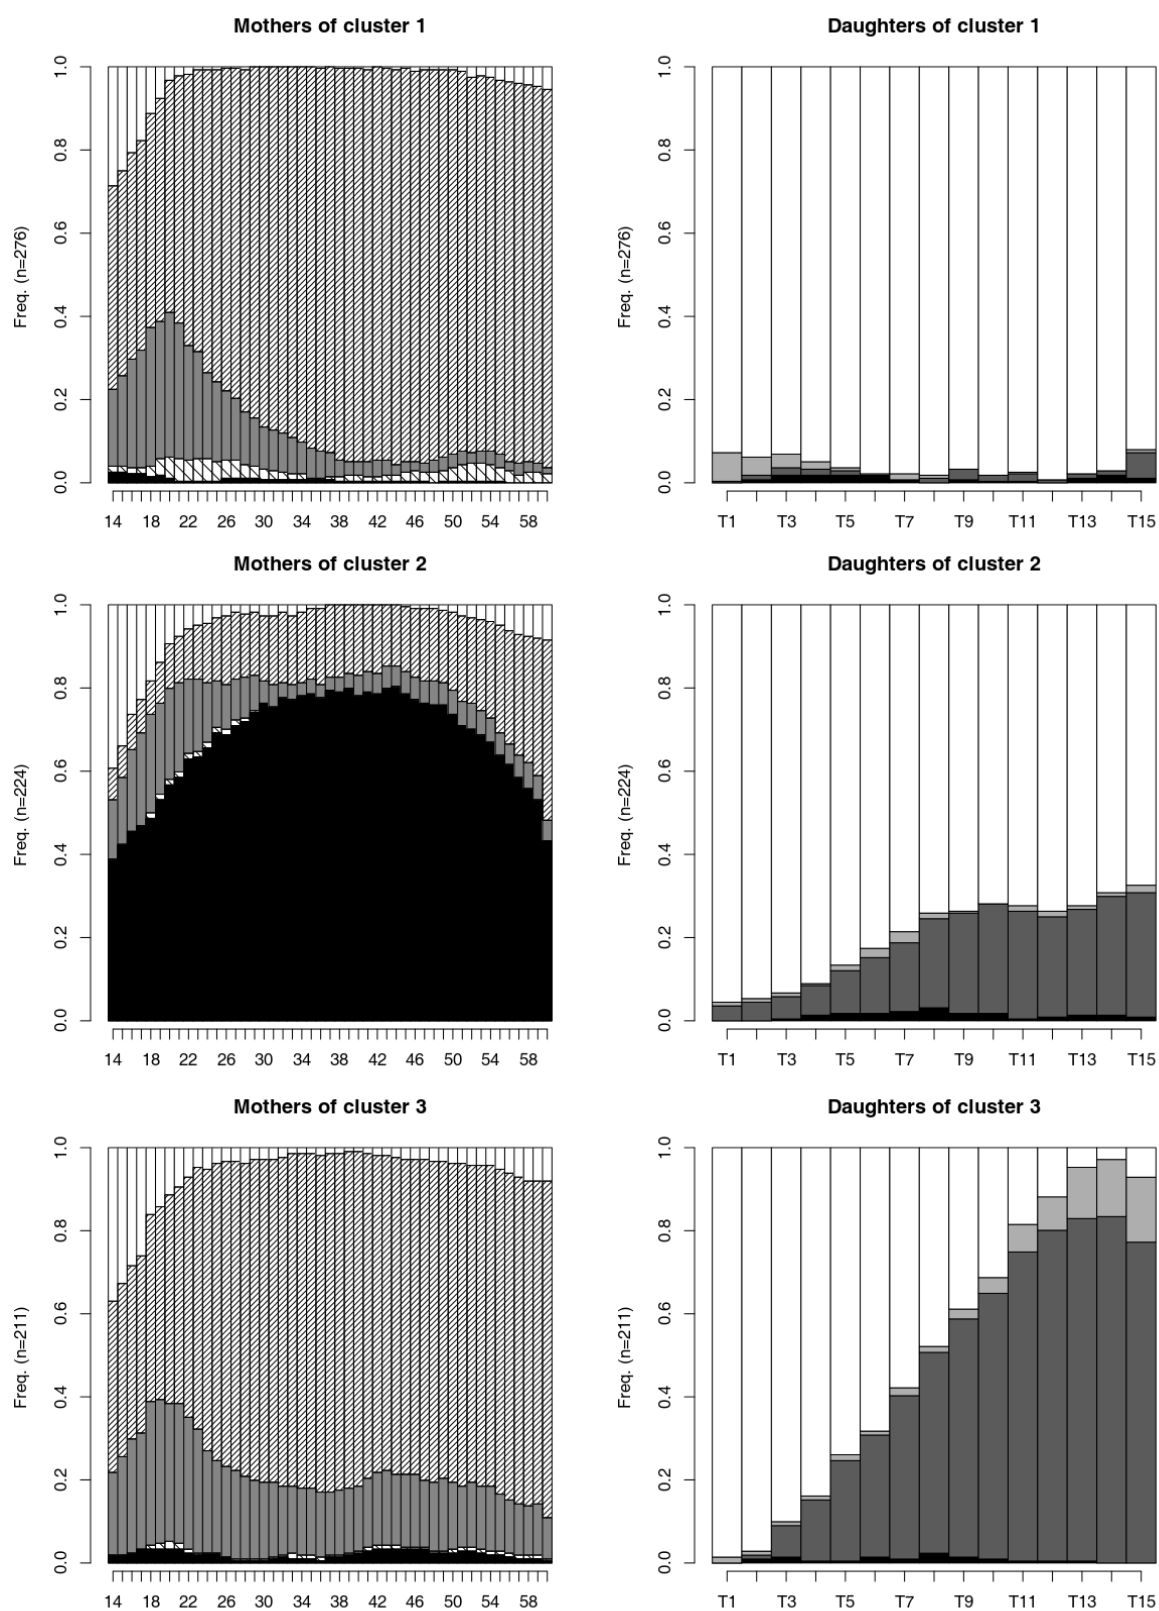 Mothers of cluster 1
Freq. (n=276)
0.0 0.2 0.4 0.6 0.8 1.0
14 18 22 26 30 34 38 42 46 50 54 58
Daughters of cluster 1
Freq. (n=276)
0.0 0.2 0.4 0.6 0.8 1.0
T1 T3 T5 T7 T9 T11 T13 T15
Mothers of cluster 2
Freq. (n=224)
0.0 0.2 0.4 0.6 0.8 1.0
14 18 22 26 30 34 38 42 46 50 54 58
Daughters of cluster 2
Freq. (n=224)
0.0 0.2 0.4 0.6 0.8 1.0
T1 T3 T5 T7 T9 T11 T13 T15
Mothers of cluster 3
Freq. (n=211)
0.0 0.2 0.4 0.6 0.8 1.0
14 18 22 26 30 34 38 42 46 50 54 58
Daughters of cluster 3
Freq. (n=211)
0.0 0.2 0.4 0.6 0.8 1.0
T1 T3 T5 T7 T9 T11 T13 T15